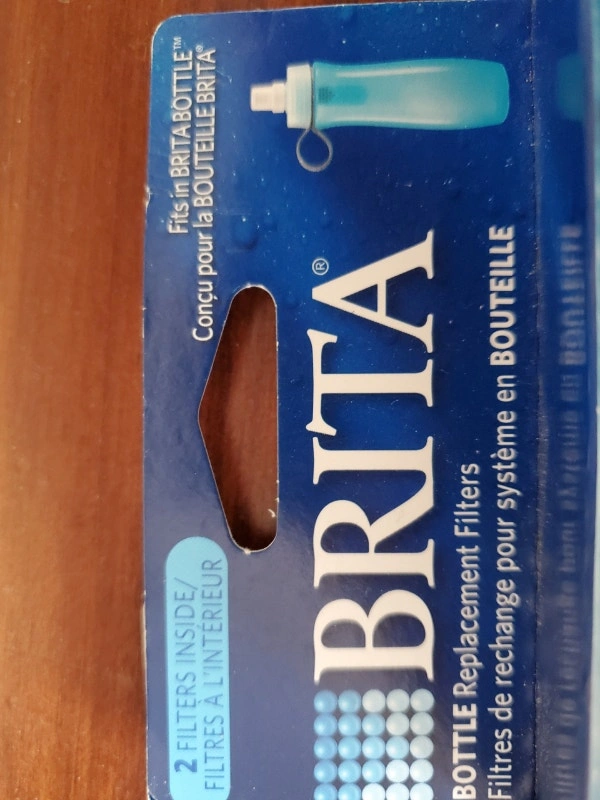 2 FILTERS INSIDE/
FILTRES À L'INTÉRIEUR
Fits in BRITA BOTTLE™
Conçu pour la BOUTEILLE BRITA®
BRITA®
BOTTLE Replacement Filters
Filtres de rechange pour système en BOUTEILLE